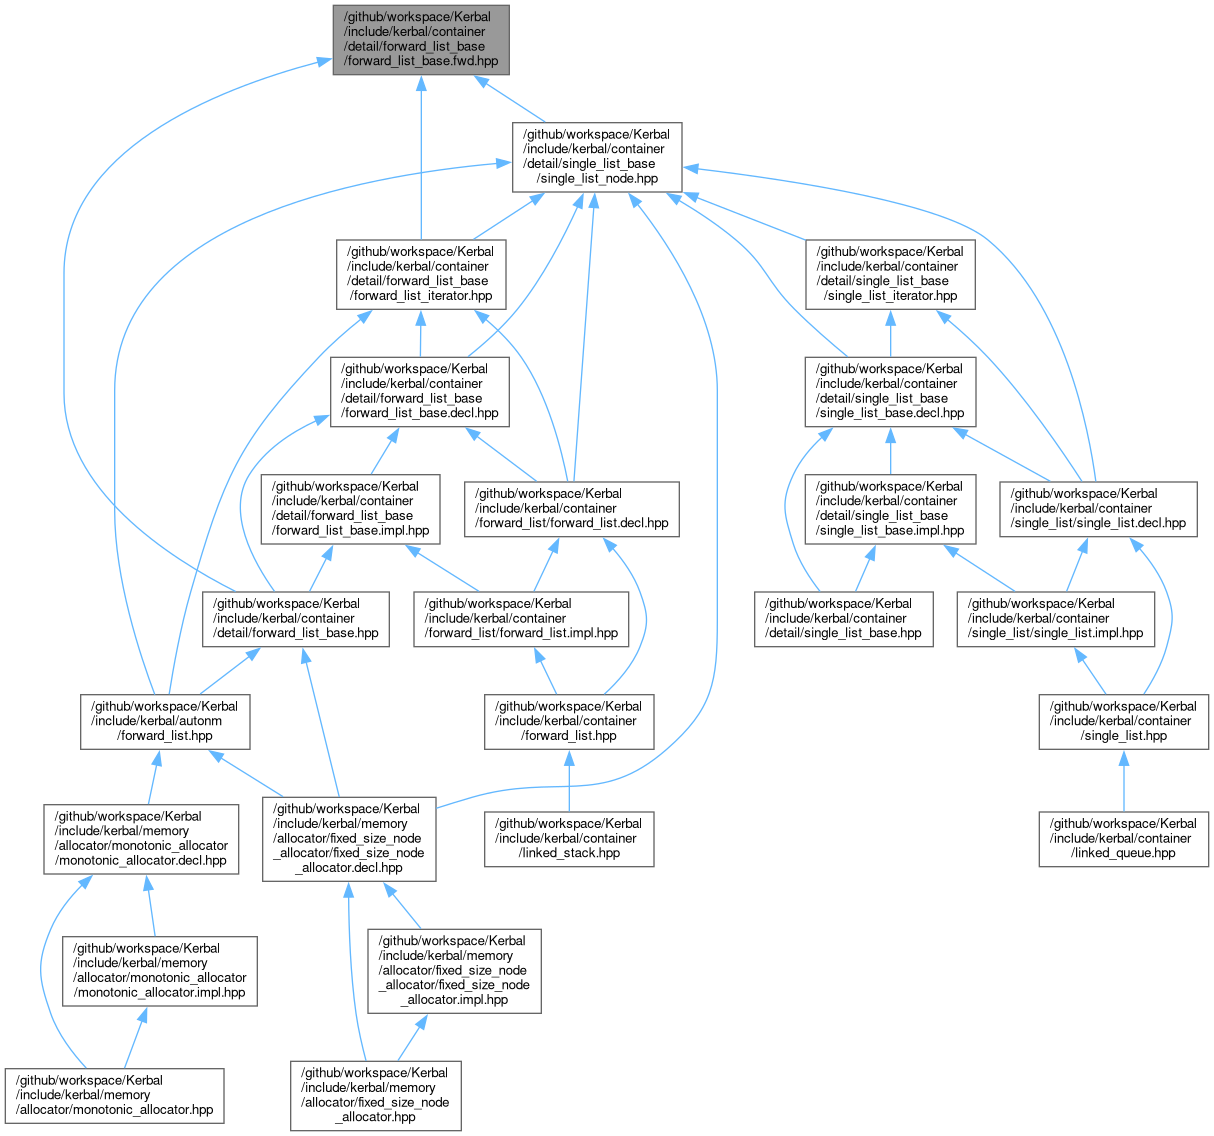 /github/workspace/Kerbal
/include/kerbal/container
/detail/forward_list_base
/forward_list_base.fwd.hpp
/github/workspace/Kerbal
/include/kerbal/container
/detail/single_list_base
/single_list_node.hpp
/github/workspace/Kerbal
/include/kerbal/container
/detail/forward_list_base
/forward_list_iterator.hpp
/github/workspace/Kerbal
/include/kerbal/container
/detail/single_list_base
/single_list_iterator.hpp
/github/workspace/Kerbal
/include/kerbal/container
/detail/forward_list_base
/forward_list_base.decl.hpp
/github/workspace/Kerbal
/include/kerbal/container
/detail/single_list_base
/single_list_base.decl.hpp
/github/workspace/Kerbal
/include/kerbal/container
/detail/forward_list_base
/forward_list_base.impl.hpp
/github/workspace/Kerbal
/include/kerbal/container
/forward_list/forward_list.decl.hpp
/github/workspace/Kerbal
/include/kerbal/container
/detail/single_list_base
/single_list_base.impl.hpp
/github/workspace/Kerbal
/include/kerbal/container
/single_list/single_list.decl.hpp
/github/workspace/Kerbal
/include/kerbal/container
/detail/forward_list_base.hpp
/github/workspace/Kerbal
/include/kerbal/container
/forward_list/forward_list.impl.hpp
/github/workspace/Kerbal
/include/kerbal/container
/detail/single_list_base.hpp
/github/workspace/Kerbal
/include/kerbal/container
/single_list/single_list.impl.hpp
/github/workspace/Kerbal
/include/kerbal/autonm
/forward_list.hpp
/github/workspace/Kerbal
/include/kerbal/container
/forward_list.hpp
/github/workspace/Kerbal
/include/kerbal/container
/single_list.hpp
/github/workspace/Kerbal
/include/kerbal/memory
/allocator/monotonic_allocator
/monotonic_allocator.decl.hpp
/github/workspace/Kerbal
/include/kerbal/memory
/allocator/fixed_size_node
_allocator/fixed_size_node
_allocator.decl.hpp
/github/workspace/Kerbal
/include/kerbal/container
/linked_stack.hpp
/github/workspace/Kerbal
/include/kerbal/container
/linked_queue.hpp
/github/workspace/Kerbal
/include/kerbal/memory
/allocator/monotonic_allocator
/monotonic_allocator.impl.hpp
/github/workspace/Kerbal
/include/kerbal/memory
/allocator/fixed_size_node
_allocator/fixed_size_node
_allocator.impl.hpp
/github/workspace/Kerbal
/include/kerbal/memory
/allocator/monotonic_allocator.hpp
/github/workspace/Kerbal
/include/kerbal/memory
/allocator/fixed_size_node
_allocator.hpp